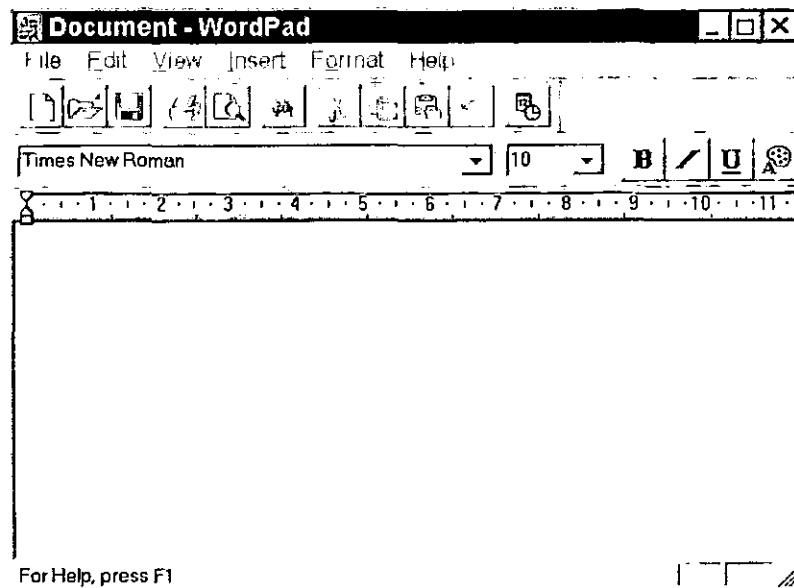 Document - WordPad
File Edit View Insert Format Help
Times New Roman 10 B / U A
1 2 3 4 5 6 7 8 9 10 11
For Help, press F1